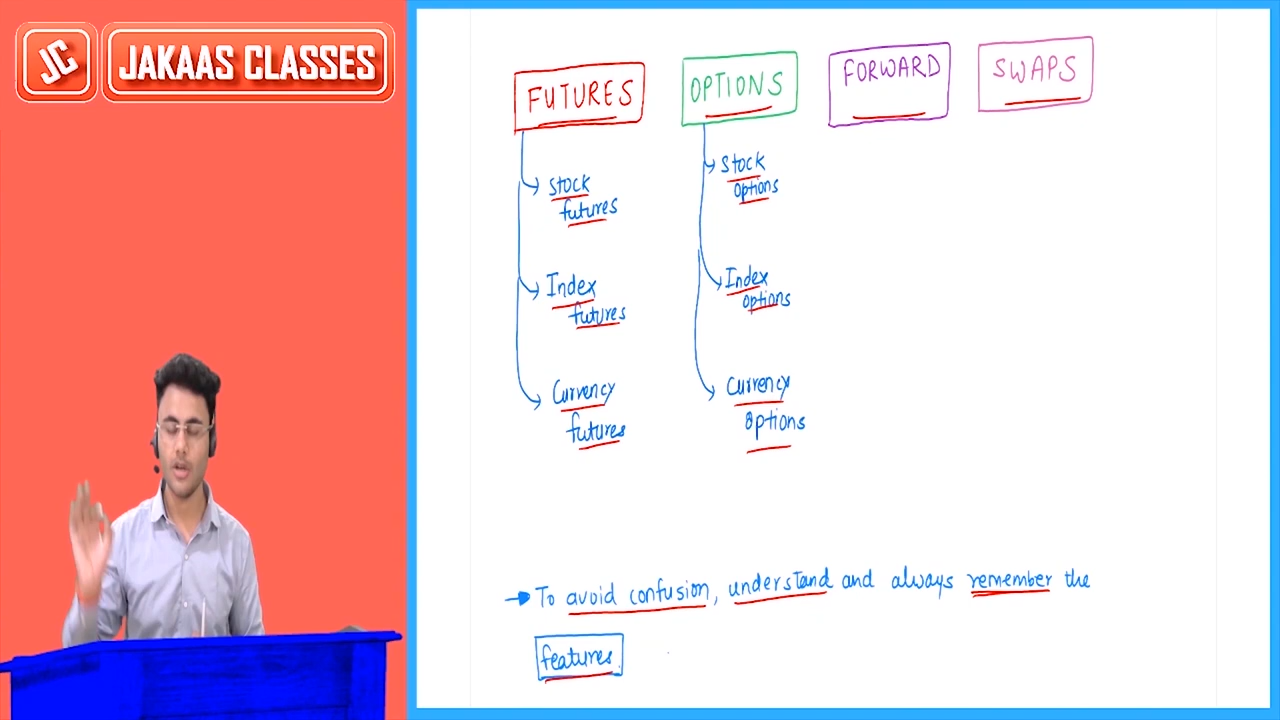 JC
JAKAAS CLASSES
FUTURES
OPTIONS
FORWARD
SWAPS
Stock
futures
Index
futures
Currency
futures
Stock
options
Index
options
Currency
options
To avoid confusion, understand and always remember the
features.